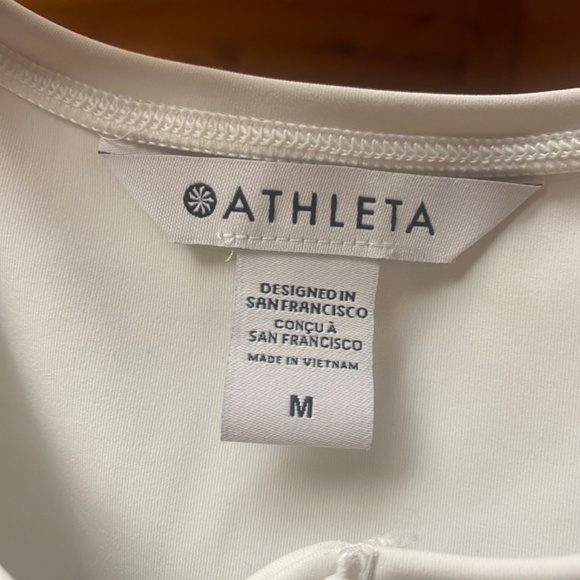 ATHLETA
DESIGNED IN
SAN FRANCISCO
CONÇU À
SAN FRANCISCO
MADE IN VIETNAM
M